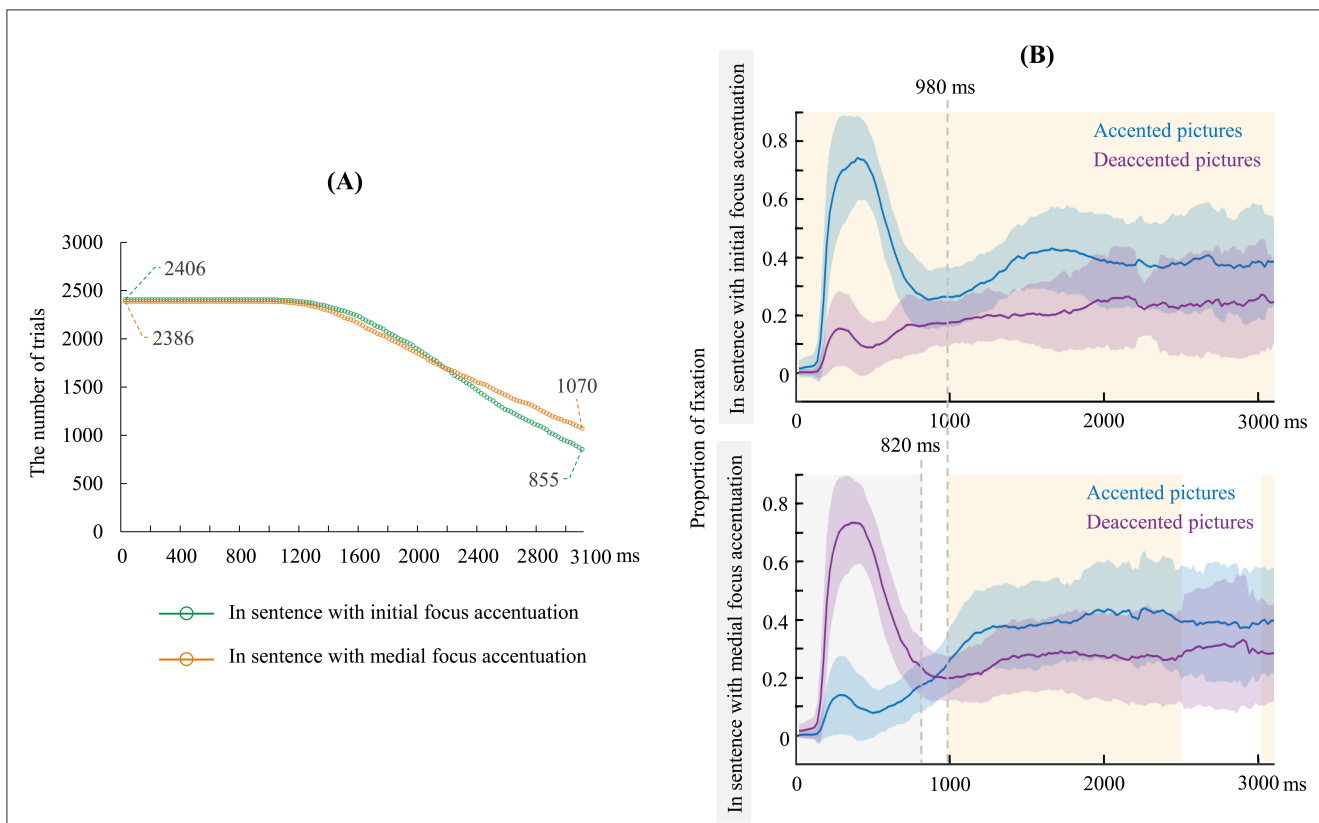 (A)
The number of trials
3000
2500
2000
1500
1000
500
0
2406
2386
1070
855
0
400
800
1200
1600
2000
2400
2800
3100 ms
In sentence with initial focus accentuation
In sentence with medial focus accentuation
(B)
Proportion of fixation
In sentence with initial focus accentuation
980 ms
Accented pictures
Deaccented pictures
0.8
0.6
0.4
0.2
0
0
1000
2000
3000 ms
In sentence with medial focus accentuation
820 ms
Accented pictures
Deaccented pictures
0.8
0.6
0.4
0.2
0
0
1000
2000
3000 ms